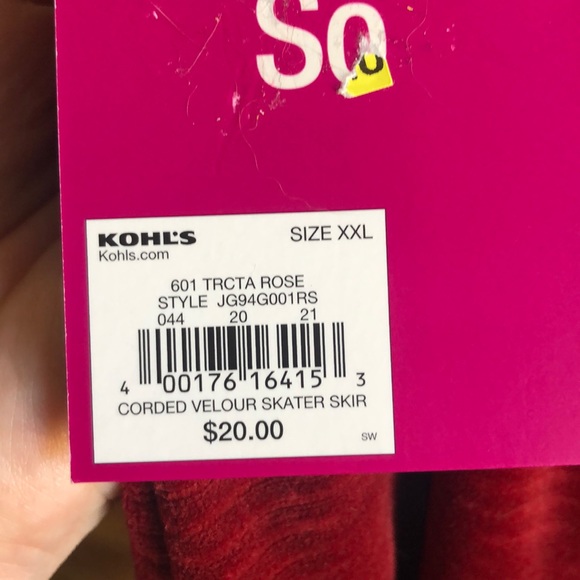 So
KOHL'S
Kohls.com
SIZE XXL
601 TRCTA ROSE
STYLE JG94G001RS
044 20 21
4 00176 16415 3
CORDED VELOUR SKATER SKIR
$20.00
SW